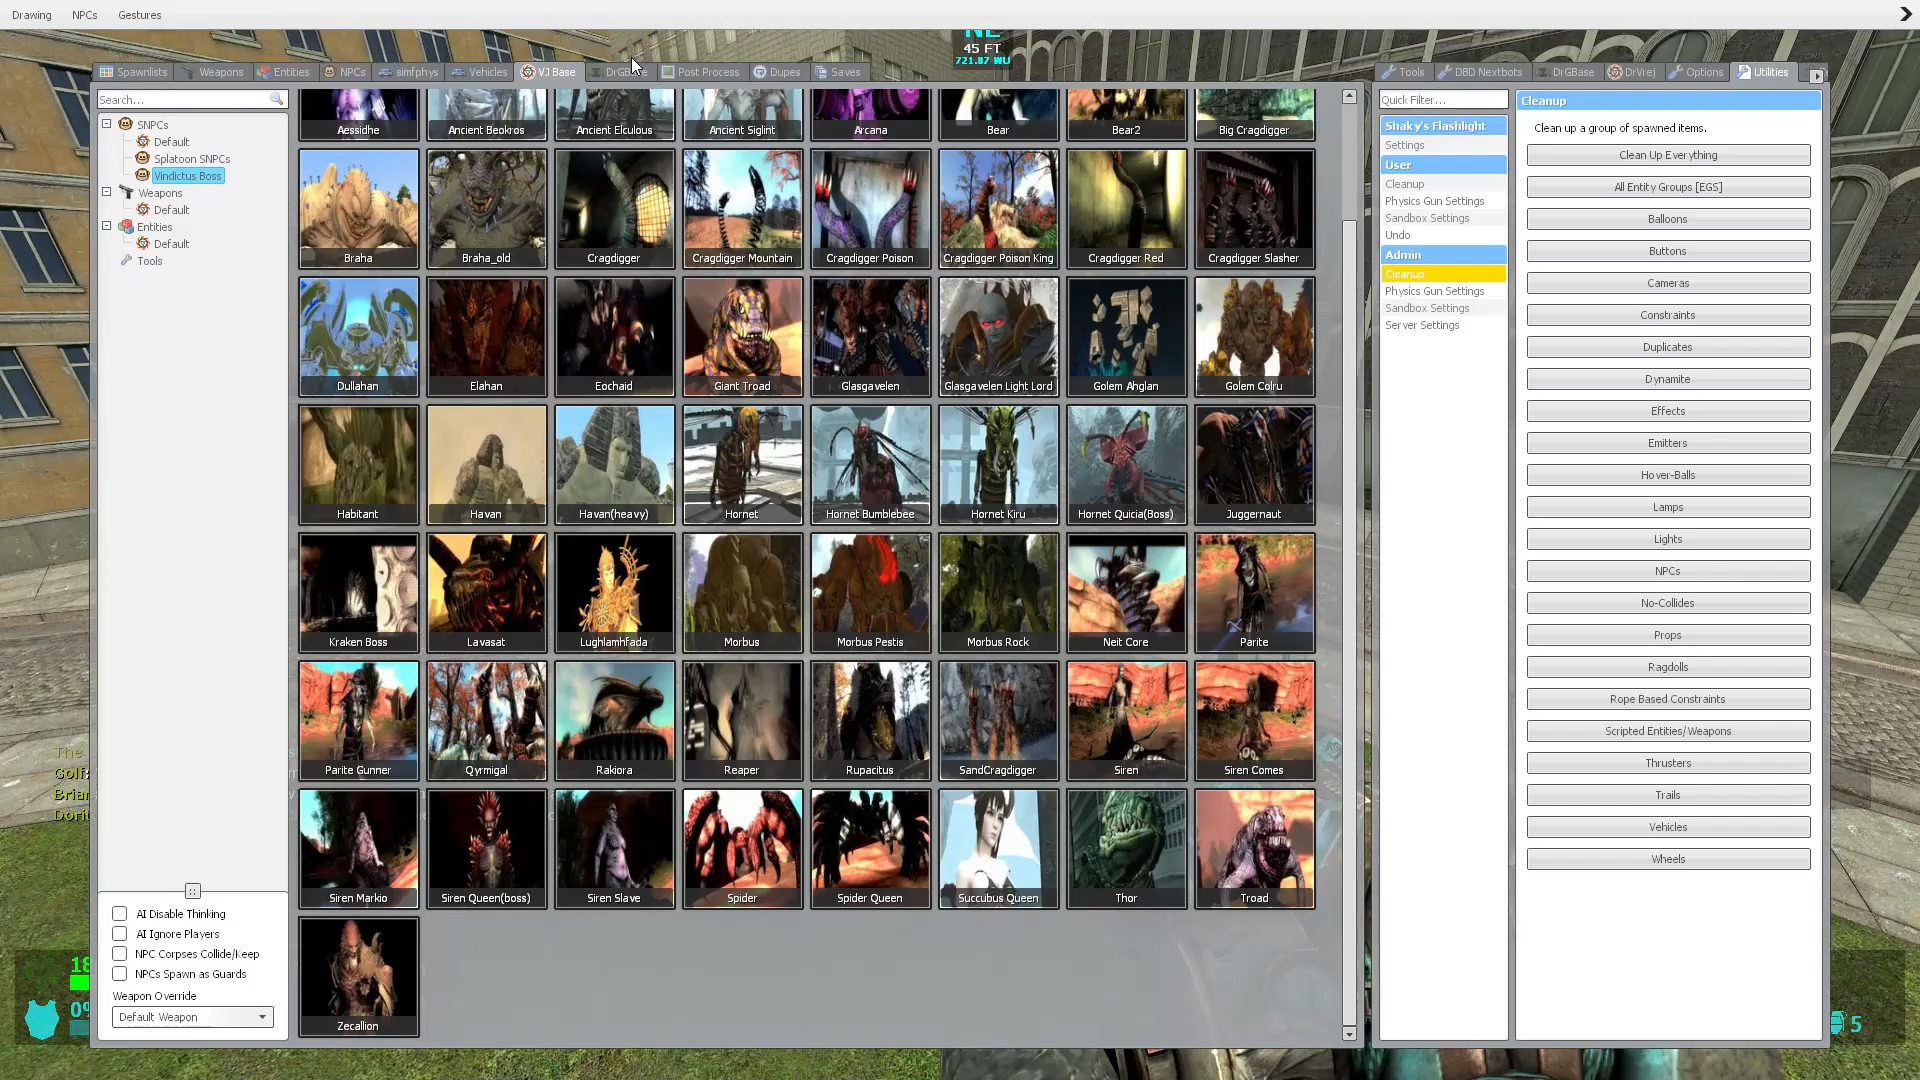 Drawing NPCs Gestures
45 FT
721.87 WU
Spawnlists Weapons Entities NPCs simfphys Vehicles VJ Base DrGBase Post Process Dupes Saves
Tools DBD Nextbots DrGBase DrVrej Options Utilities
Search...
SNPCs
Default
Splatoon SNPCs
Vindictus Boss
Weapons
Default
Entities
Default
Tools
Aessidhe Ancient Beokros Ancient Elculous Ancient Siglint Arcana Bear Bear2 Big Cragdigger
Braha Braha_old Cragdigger Cragdigger Mountain Cragdigger Poison Cragdigger Poison King Cragdigger Red Cragdigger Slasher
Dullahan Elahan Eochaid Giant Troad Glasgavelen Glasgavelen Light Lord Golem Ahglan Golem Colru
Habitant Havan Havan(heavy) Hornet Hornet Bumblebee Hornet Kiru Hornet Quicia(Boss) Juggernaut
Kraken Boss Lavasat Lughlamhfada Morbus Morbus Pestis Morbus Rock Neit Core Parite
Parite Gunner Qyrmigal Rakiora Reaper Rupacitus SandCragdigger Siren Siren Comes
Siren Markio Siren Queen(boss) Siren Slave Spider Spider Queen Succubus Queen Thor Troad
Zecallion
The
Golf:
AI Disable Thinking
AI Ignore Players
NPC Corpses Collide/Keep
NPCs Spawn as Guards
Weapon Override
Default Weapon
18
0%
Quick Filter...
Shaky's Flashlight
Settings
User
Cleanup
Physics Gun Settings
Sandbox Settings
Undo
Admin
Cleanup
Physics Gun Settings
Sandbox Settings
Server Settings
Cleanup
Clean up a group of spawned items.
Clean Up Everything
All Entity Groups [EGS]
Balloons
Buttons
Cameras
Constraints
Duplicates
Dynamite
Effects
Emitters
Hover-Balls
Lamps
Lights
NPCs
No-Collides
Props
Ragdolls
Rope Based Constraints
Scripted Entities/Weapons
Thrusters
Trails
Vehicles
Wheels
5